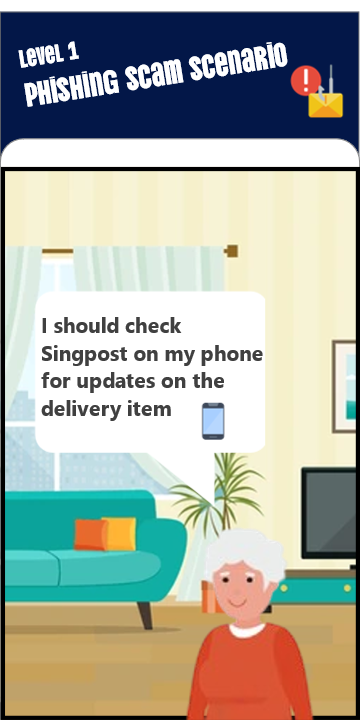 Level 1
Phishing Scam Scenario
!
I should check
Singpost on my phone
for updates on the
delivery item